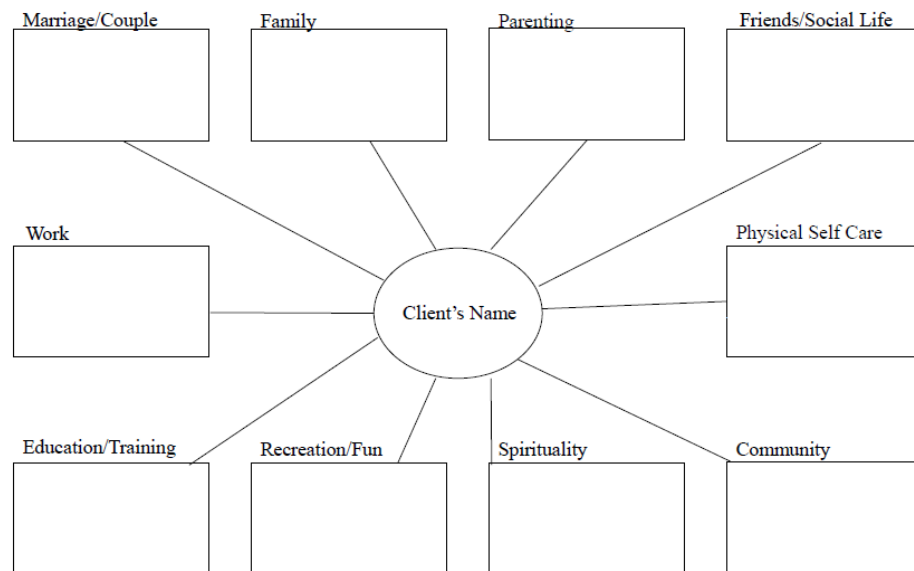 Marriage/Couple
Family
Parenting
Friends/Social Life
Work
Physical Self Care
Client’s Name
Education/Training
Recreation/Fun
Spirituality
Community